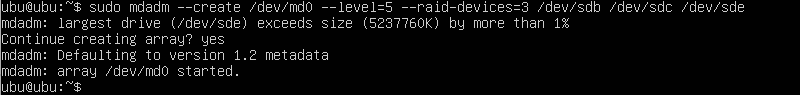 ubu@ubu:~$ sudo mdadm --create /dev/md0 --level=5 --raid-devices=3 /dev/sdb /dev/sdc /dev/sde
mdadm: largest drive (/dev/sde) exceeds size (5237760K) by more than 1%
Continue creating array? yes
mdadm: Defaulting to version 1.2 metadata
mdadm: array /dev/md0 started.
ubu@ubu:~$